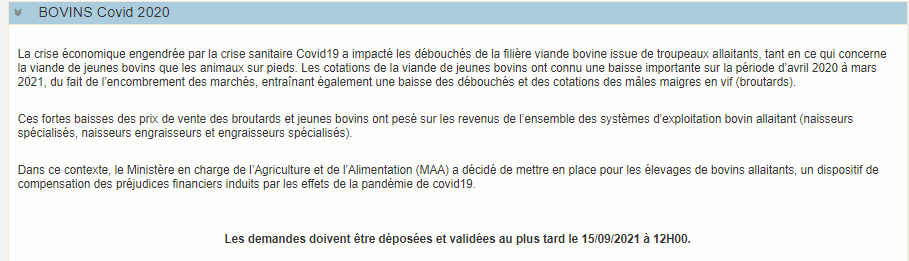 BOVINS Covid 2020
La crise économique engendrée par la crise sanitaire Covid19 a impacté les débouchés de la filière viande bovine issue de troupeaux allaitants, tant en ce qui concerne
la viande de jeunes bovins que les animaux sur pieds. Les cotations de la viande de jeunes bovins ont connu une baisse importante sur la période d'avril 2020 à mars
2021, du fait de l'encombrement des marchés, entraînant également une baisse des débouchés et des cotations des mâles maigres en vif (broutards).
Ces fortes baisses des prix de vente des broutards et jeunes bovins ont pesé sur les revenus de l'ensemble des systèmes d'exploitation bovin allaitant (naisseurs
spécialisés, naisseurs engraisseurs et engraisseurs spécialisés).
Dans ce contexte, le Ministère en charge de l'Agriculture et de l'Alimentation (MAA) a décidé de mettre en place pour les élevages de bovins allaitants, un dispositif de
compensation des préjudices financiers induits par les effets de la pandémie de covid19.
Les demandes doivent être déposées et validées au plus tard le 15/09/2021 à 12H00.